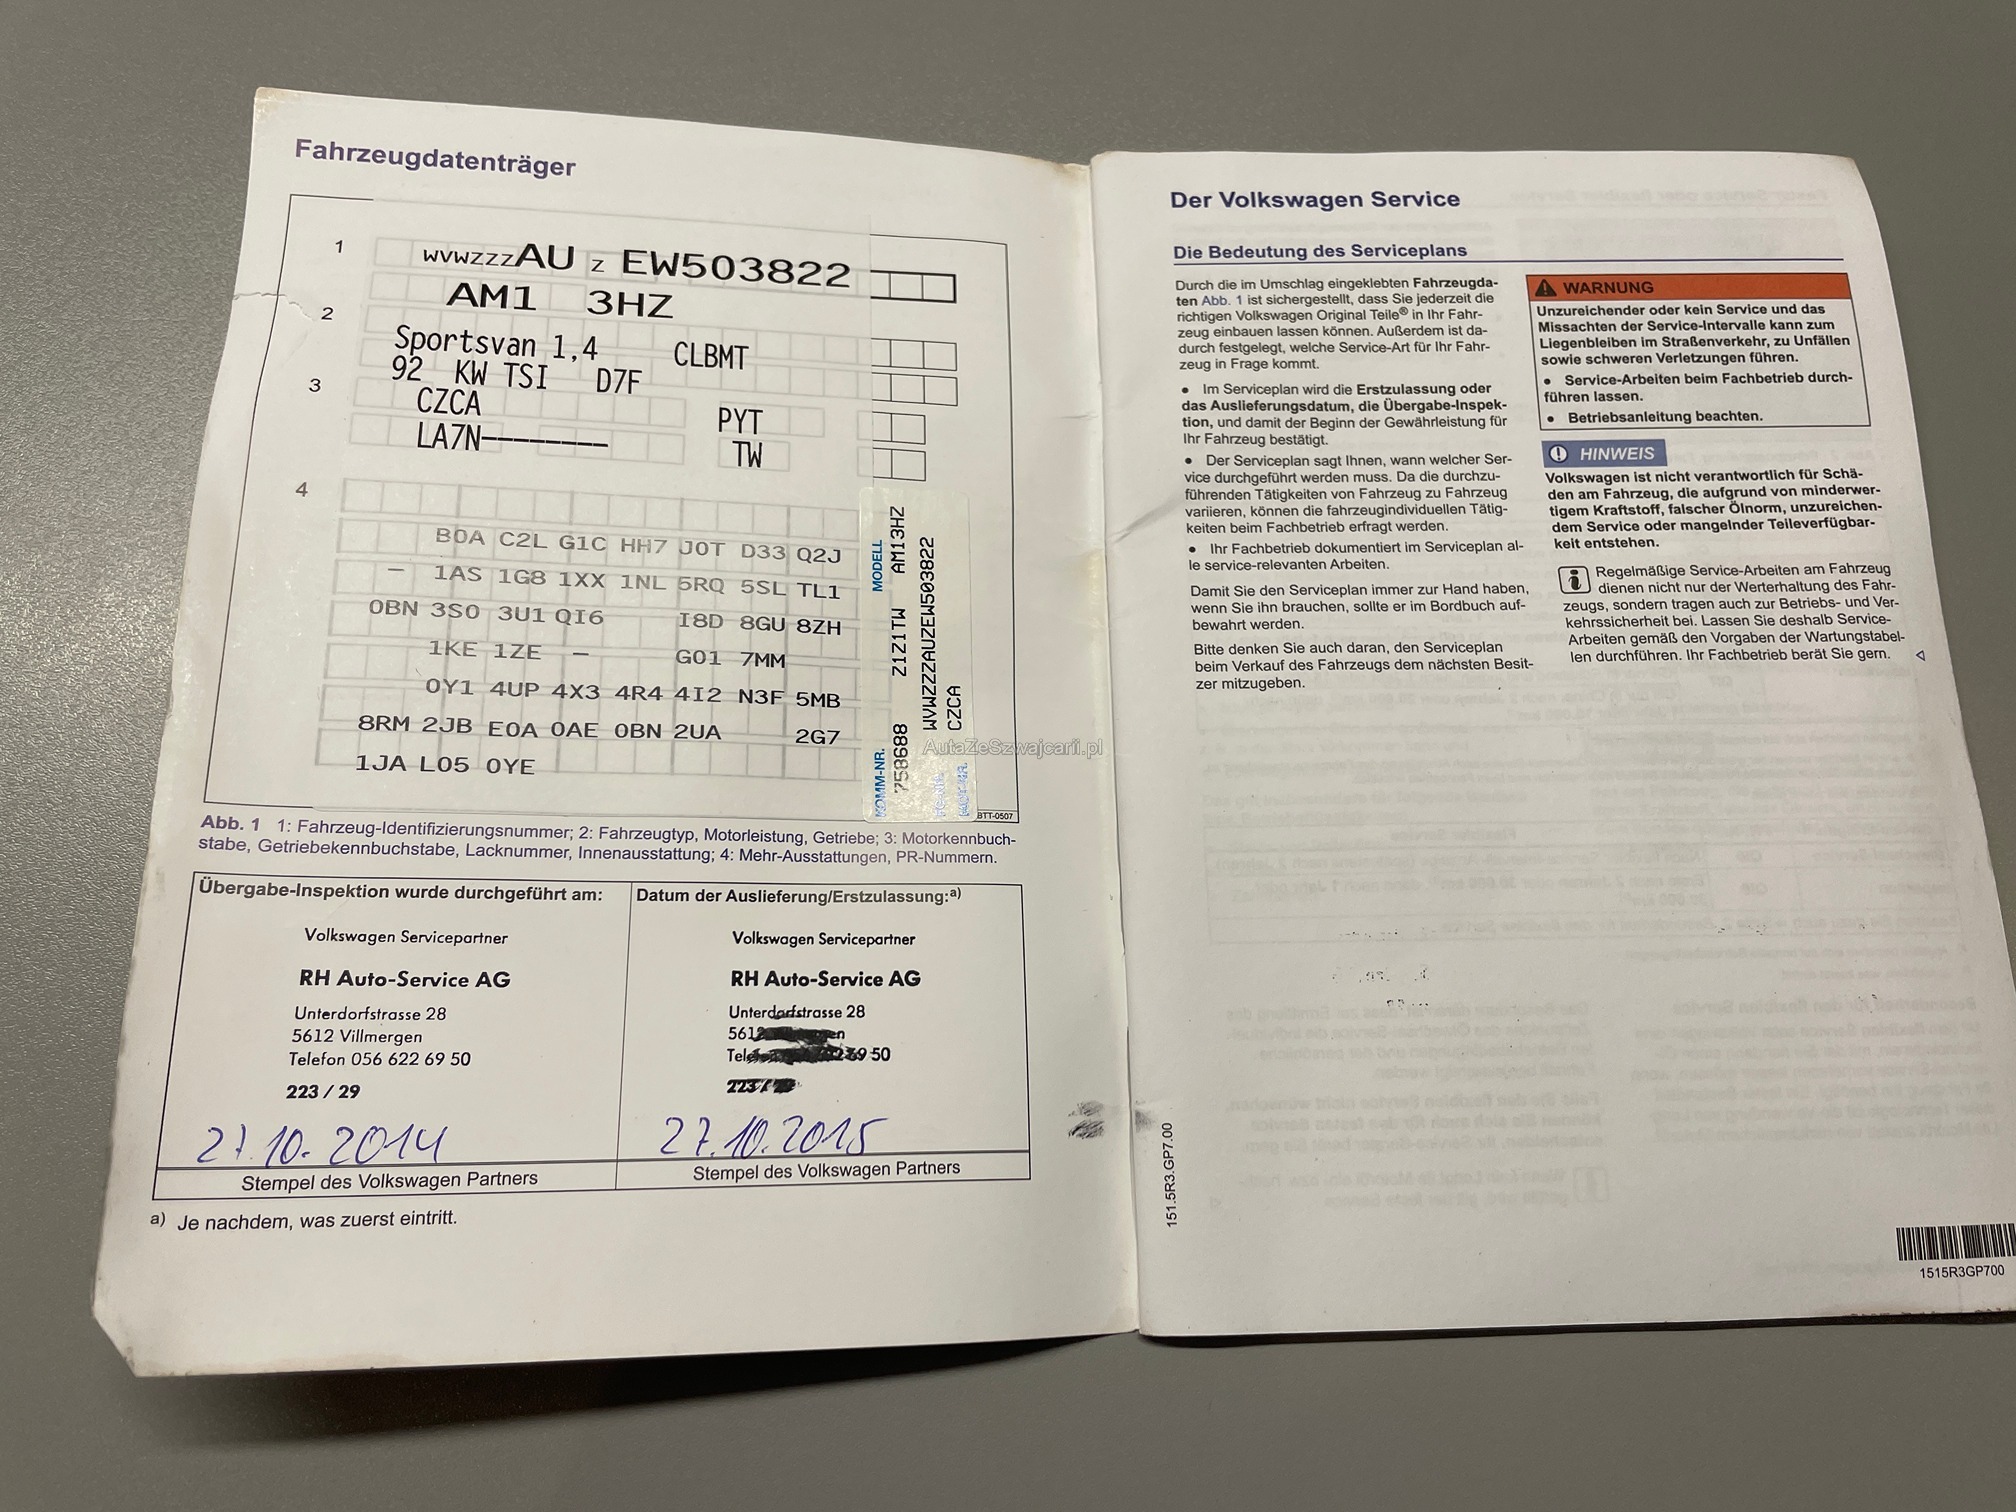 Fahrzeugdatenträger
1
WVWZZZAU Z EW503822
AM1 3HZ
2
Sportsvan 1,4 CLBMT
92 KW TSI D7F
3
CZCA PYT
LA7N-------- TW
4
B0A C2L G1C HH7 J0T D33 Q2J
– 1AS 1G8 1XX 1NL 5RQ 5SL TL1
0BN 3S0 3U1 QI6 I8D 8GU 8ZH
1KE 1ZE – G01 7MM
0Y1 4UP 4X3 4R4 4I2 N3F 5MB
8RM 2JB E0A 0AE 0BN 2UA 2G7
1JA L05 0YE
KOMM-NR. MODELL
758688 Z1Z1TW AM13HZ
WVWZZZAUZEW503822
CZCA
BTT-0507
Abb. 1 1: Fahrzeug-Identifizierungsnummer; 2: Fahrzeugtyp, Motorleistung, Getriebe; 3: Motorkennbuch-
stabe, Getriebekennbuchstabe, Lacknummer, Innenausstattung; 4: Mehr-Ausstattungen, PR-Nummern.
Übergabe-Inspektion wurde durchgeführt am:
Volkswagen Servicepartner
RH Auto-Service AG
Unterdorfstrasse 28
5612 Villmergen
Telefon 056 622 69 50
223 / 29
27.10.2014
Stempel des Volkswagen Partners
Datum der Auslieferung/Erstzulassung:a)
Volkswagen Servicepartner
RH Auto-Service AG
Unterdorfstrasse 28
5612
69 50
223 /
27.10.2015
Stempel des Volkswagen Partners
a) Je nachdem, was zuerst eintritt.
Der Volkswagen Service
Die Bedeutung des Serviceplans
Durch die im Umschlag eingeklebten Fahrzeugda-
ten Abb. 1 ist sichergestellt, dass Sie jederzeit die
richtigen Volkswagen Original Teile® in Ihr Fahr-
zeug einbauen lassen können. Außerdem ist da-
durch festgelegt, welche Service-Art für Ihr Fahr-
zeug in Frage kommt.
• Im Serviceplan wird die Erstzulassung oder
das Auslieferungsdatum, die Übergabe-Inspek-
tion, und damit der Beginn der Gewährleistung für
Ihr Fahrzeug bestätigt.
• Der Serviceplan sagt Ihnen, wann welcher Ser-
vice durchgeführt werden muss. Da die durchzu-
führenden Tätigkeiten von Fahrzeug zu Fahrzeug
variieren, können die fahrzeugindividuellen Tätig-
keiten beim Fachbetrieb erfragt werden.
• Ihr Fachbetrieb dokumentiert im Serviceplan al-
le service-relevanten Arbeiten.
Damit Sie den Serviceplan immer zur Hand haben,
wenn Sie ihn brauchen, sollte er im Bordbuch auf-
bewahrt werden.
Bitte denken Sie auch daran, den Serviceplan
beim Verkauf des Fahrzeugs dem nächsten Besit-
zer mitzugeben.
WARNUNG
Unzureichender oder kein Service und das
Missachten der Service-Intervalle kann zum
Liegenbleiben im Straßenverkehr, zu Unfällen
sowie schweren Verletzungen führen.
• Service-Arbeiten beim Fachbetrieb durch-
führen lassen.
• Betriebsanleitung beachten.
HINWEIS
Volkswagen ist nicht verantwortlich für Schä-
den am Fahrzeug, die aufgrund von minderwer-
tigem Kraftstoff, falscher Ölnorm, unzureichen-
dem Service oder mangelnder Teileverfügbar-
keit entstehen.
Regelmäßige Service-Arbeiten am Fahrzeug
dienen nicht nur der Werterhaltung des Fahr-
zeugs, sondern tragen auch zur Betriebs- und Ver-
kehrssicherheit bei. Lassen Sie deshalb Service-
Arbeiten gemäß den Vorgaben der Wartungstabel-
len durchführen. Ihr Fachbetrieb berät Sie gern.
151.5R3.GP7.00
1515R3GP700
AutaZeSzwajcarii.pl